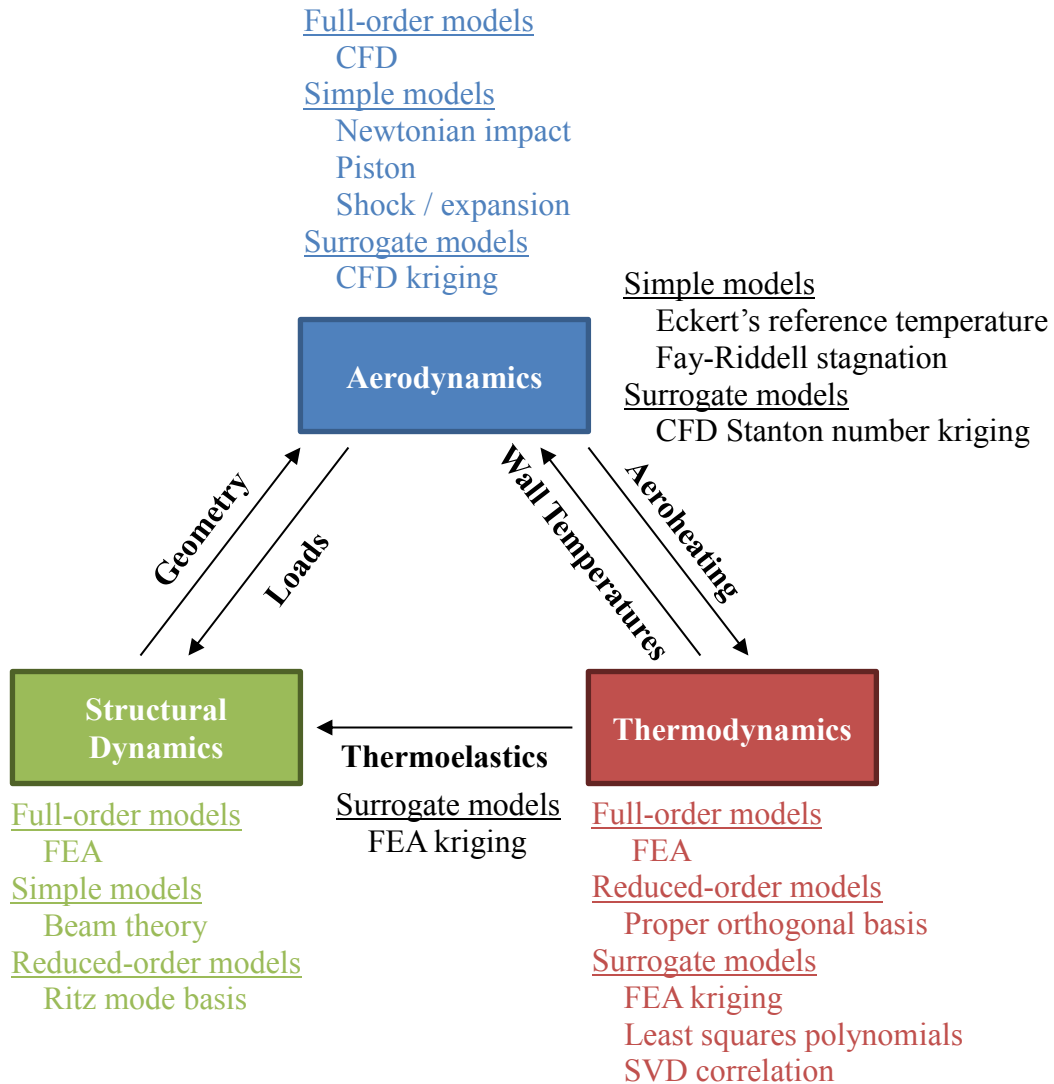 Full-order models
CFD
Simple models
Newtonian impact
Piston
Shock / expansion
Surrogate models
CFD kriging
Simple models
Eckert's reference temperature
Fay-Riddell stagnation
Surrogate models
CFD Stanton number kriging
Aerodynamics
Geometry
Loads
Wall Temperatures
Aeroheating
Structural
Dynamics
Thermoelastics
Surrogate models
FEA kriging
Thermodynamics
Full-order models
FEA
Simple models
Beam theory
Reduced-order models
Ritz mode basis
Full-order models
FEA
Reduced-order models
Proper orthogonal basis
Surrogate models
FEA kriging
Least squares polynomials
SVD correlation